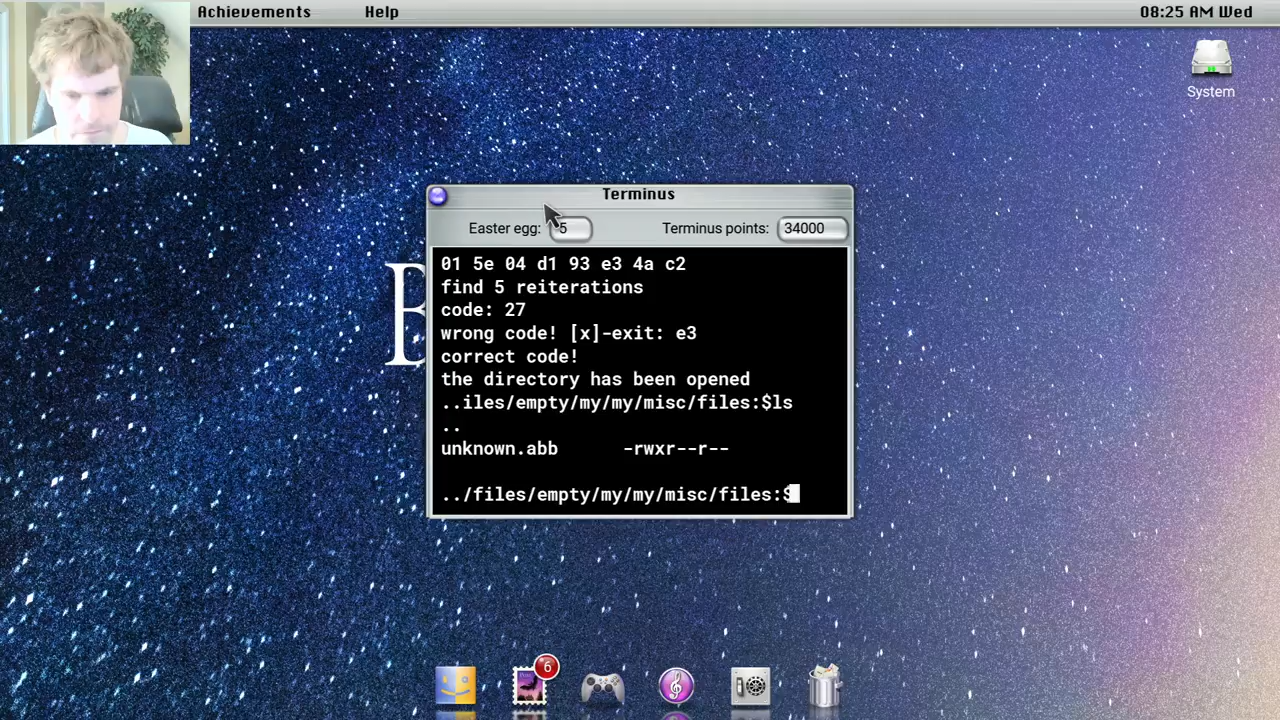 Achievements Help 08:25 AM Wed
System
Terminus
Easter egg: 5 Terminus points: 34000
01 5e 04 d1 93 e3 4a c2
find 5 reiterations
code: 27
wrong code! [x]-exit: e3
correct code!
the directory has been opened
..iles/empty/my/my/misc/files:$ls
..
unknown.abb -rwxr--r--
../files/empty/my/my/misc/files:$
B
6